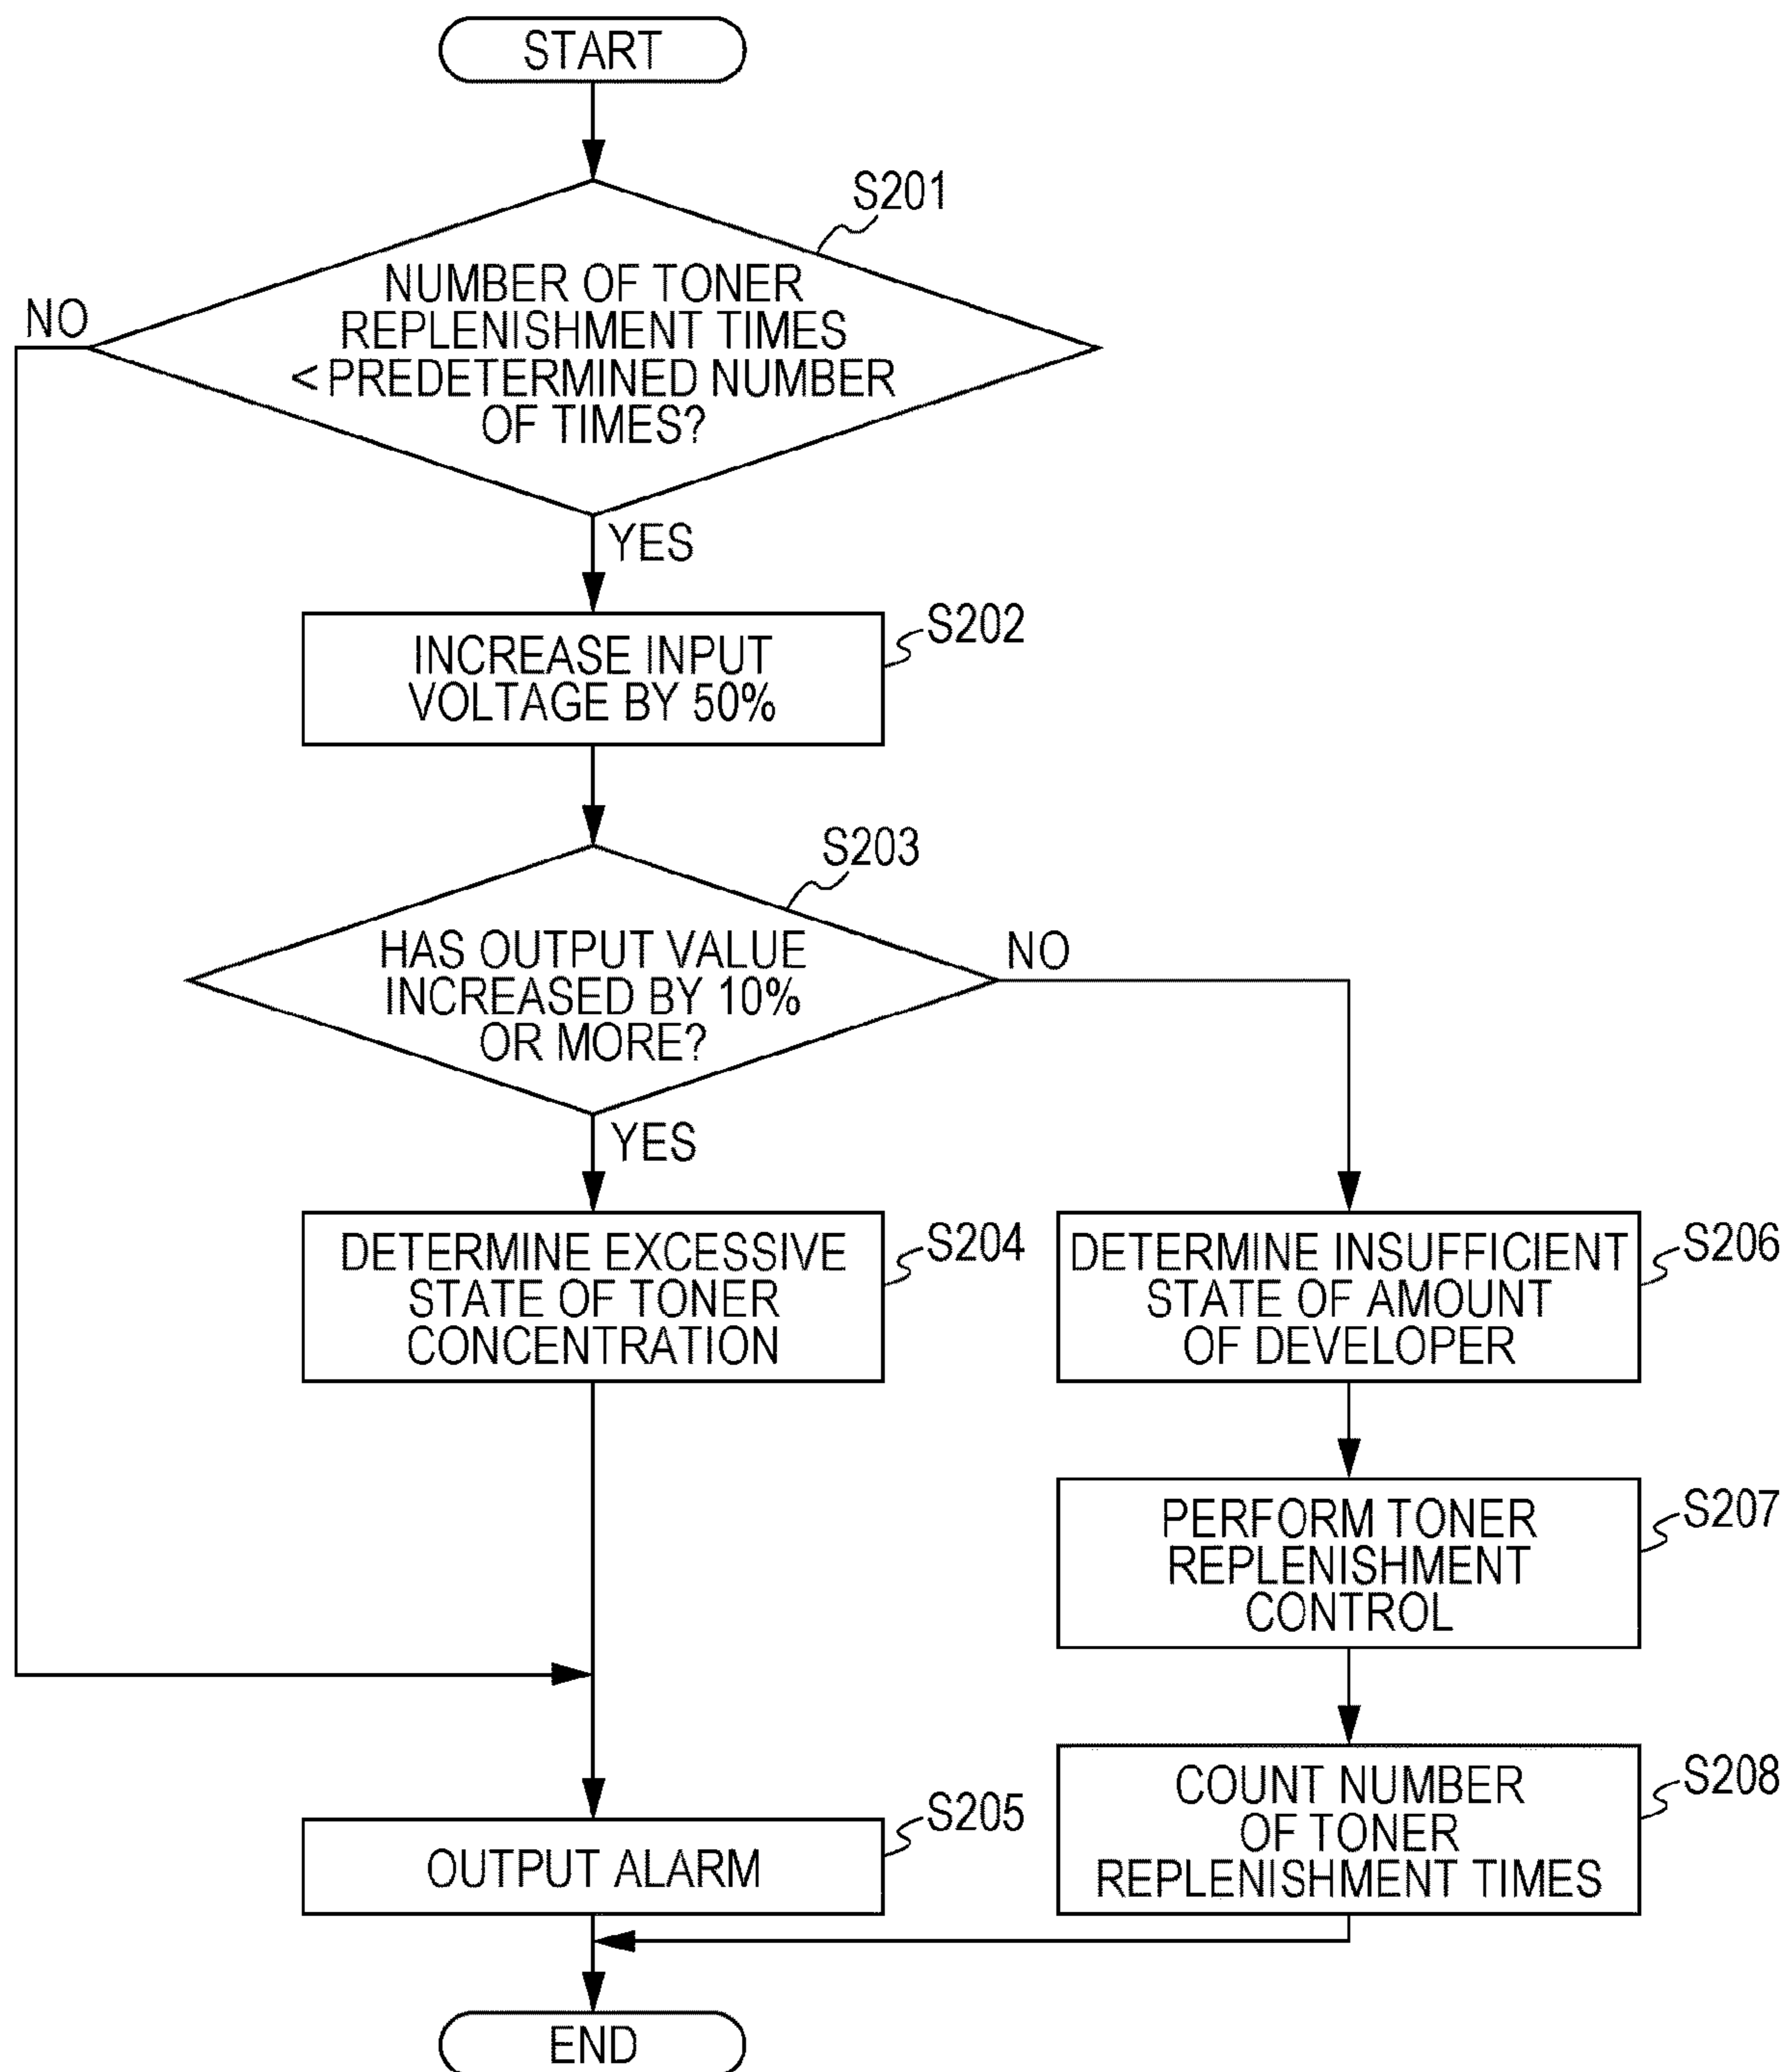 START
S201
NUMBER OF TONER
REPLENISHMENT TIMES
< PREDETERMINED NUMBER
OF TIMES?
NO
YES
S202
INCREASE INPUT
VOLTAGE BY 50%
S203
HAS OUTPUT VALUE
INCREASED BY 10%
OR MORE?
NO
YES
S204
DETERMINE EXCESSIVE
STATE OF TONER
CONCENTRATION
S206
DETERMINE INSUFFICIENT
STATE OF AMOUNT
OF DEVELOPER
S207
PERFORM TONER
REPLENISHMENT
CONTROL
S208
COUNT NUMBER
OF TONER
REPLENISHMENT TIMES
S205
OUTPUT ALARM
END